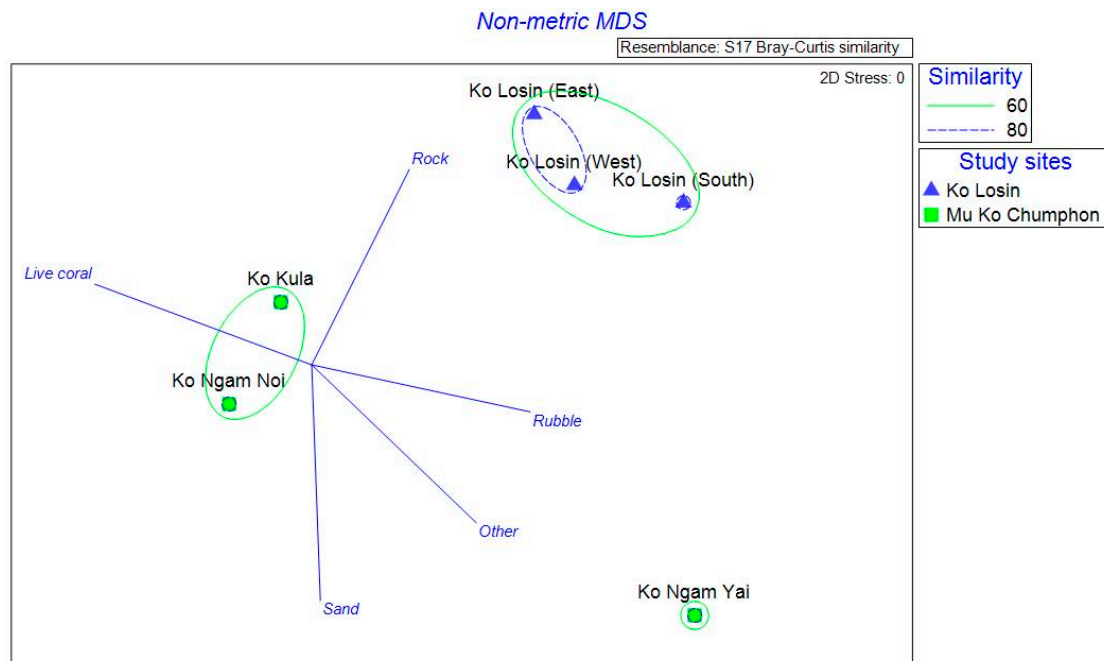 Non-metric MDS
Resemblance: S17 Bray-Curtis similarity
2D Stress: 0
Similarity
60
80
Study sites
Ko Losin
Mu Ko Chumphon
Ko Losin (East)
Rock
Ko Losin (West)
Ko Losin (South)
Live coral
Ko Kula
Ko Ngam Noi
Rubble
Other
Sand
Ko Ngam Yai